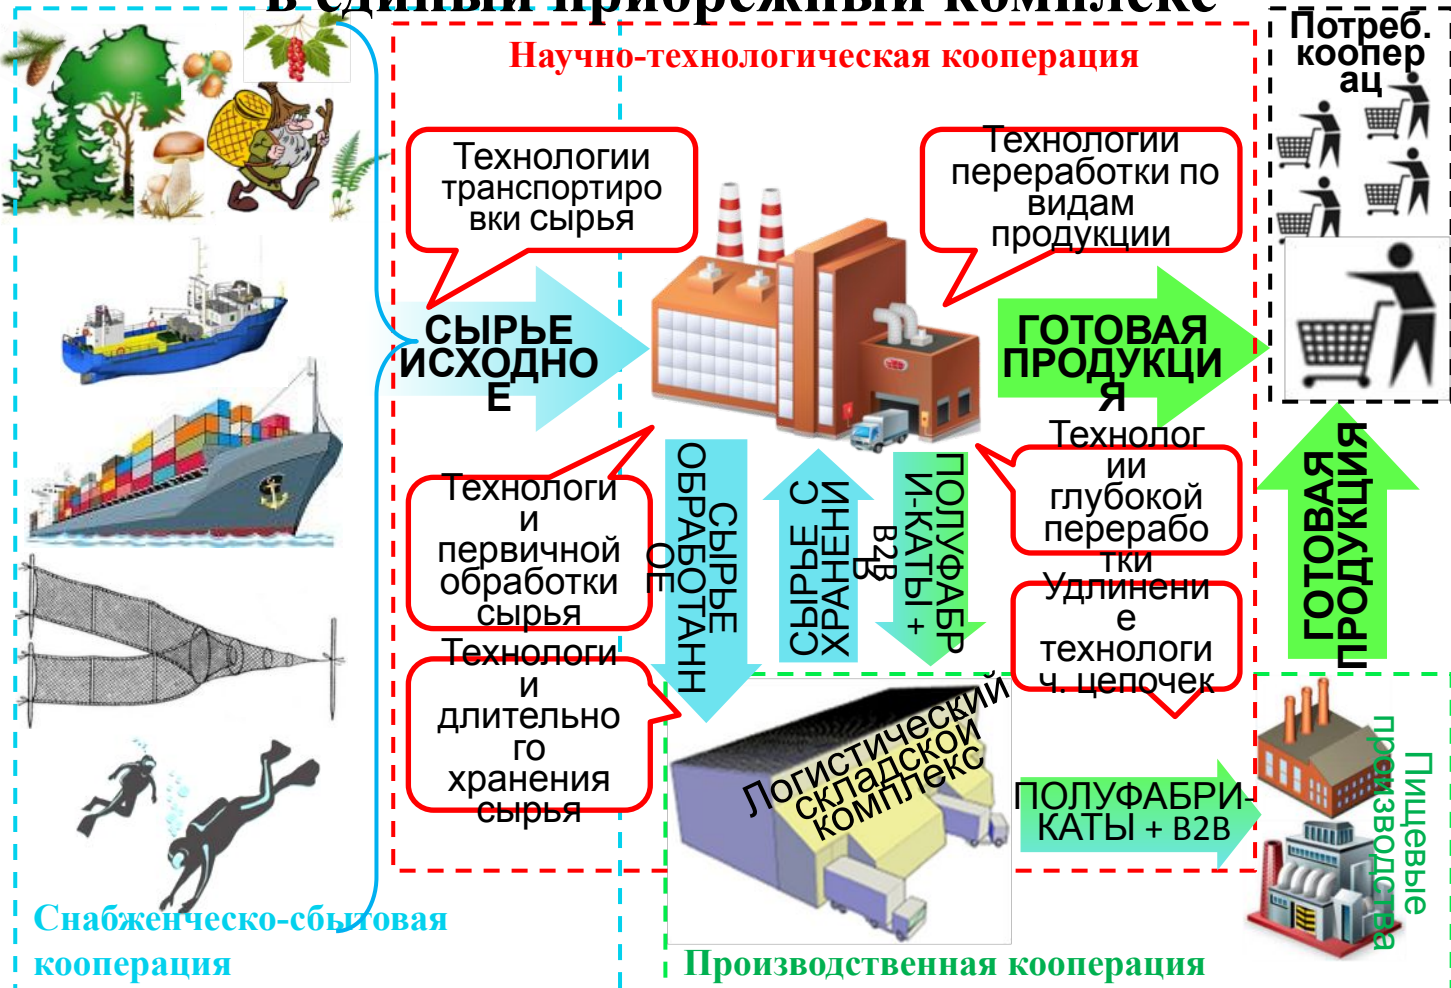 в единый прибрежный комплекс
Научно-технологическая кооперация
Потреб.
коопер
ац
Технологии
транспортиро
вки сырья
Технологии
переработки по
видам
продукции
СЫРЬЕ
ИСХОДНО
Е
ГОТОВАЯ
ПРОДУКЦИ
Я
Технологи
и
первичной
обработки
сырья
СЫРЬЕ
ОБРАБОТАНН
ОЕ
СЫРЬЕ С
ХРАНЕНИ
Я
ПОЛУФАБР
И-КАТЫ +
B2B
Технолог
ии
глубокой
перерабо
тки
ГОТОВАЯ
ПРОДУКЦИЯ
Технологи
и
длительно
го
хранения
сырья
Удлинени
е
технологи
ч. цепочек
Логистический
складской
комплекс
ПОЛУФАБРИ-
КАТЫ + B2B
Пищевые
производства
Снабженческо-сбытовая
кооперация
Производственная кооперация